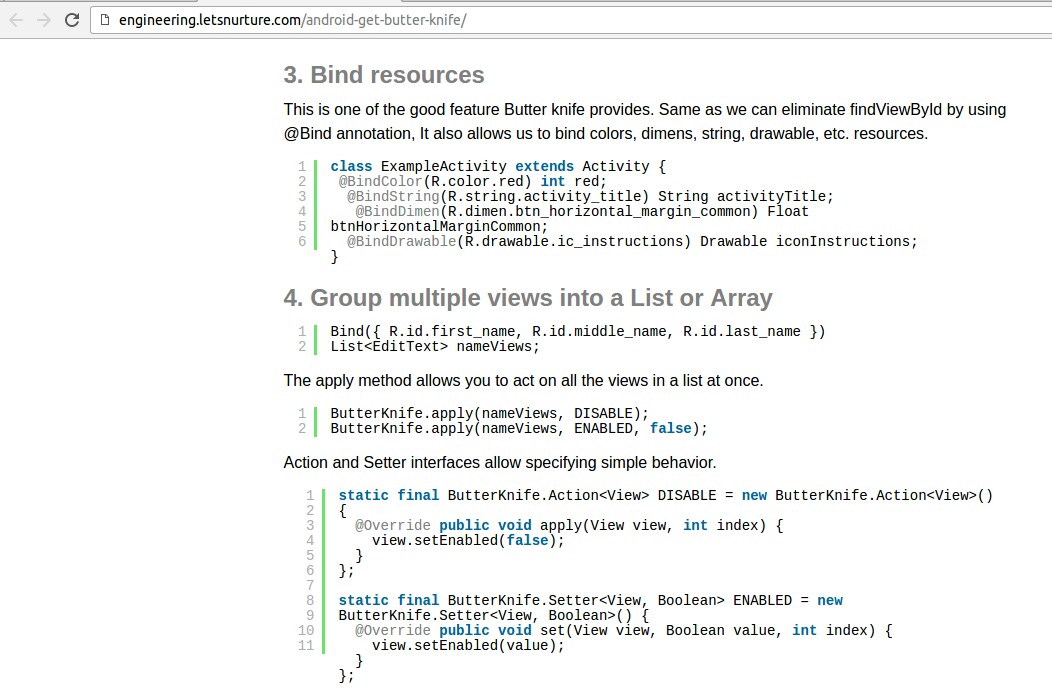 engineering.letsnurture.com/android-get-butter-knife/
3. Bind resources
This is one of the good feature Butter knife provides. Same as we can eliminate findViewById by using
@Bind annotation, It also allows us to bind colors, dimens, string, drawable, etc. resources.
1 class ExampleActivity extends Activity {
2 @BindColor(R.color.red) int red;
3 @BindString(R.string.activity_title) String activityTitle;
4 @BindDimen(R.dimen.btn_horizontal_margin_common) Float
5 btnHorizontalMarginCommon;
6 @BindDrawable(R.drawable.ic_instructions) Drawable iconInstructions;
}
4. Group multiple views into a List or Array
1 Bind({ R.id.first_name, R.id.middle_name, R.id.last_name })
2 List<EditText> nameViews;
The apply method allows you to act on all the views in a list at once.
1 ButterKnife.apply(nameViews, DISABLE);
2 ButterKnife.apply(nameViews, ENABLED, false);
Action and Setter interfaces allow specifying simple behavior.
1 static final ButterKnife.Action<View> DISABLE = new ButterKnife.Action<View>()
2 {
3 @Override public void apply(View view, int index) {
4 view.setEnabled(false);
5 }
6 };
7
8 static final ButterKnife.Setter<View, Boolean> ENABLED = new
9 ButterKnife.Setter<View, Boolean>() {
10 @Override public void set(View view, Boolean value, int index) {
11 view.setEnabled(value);
}
};